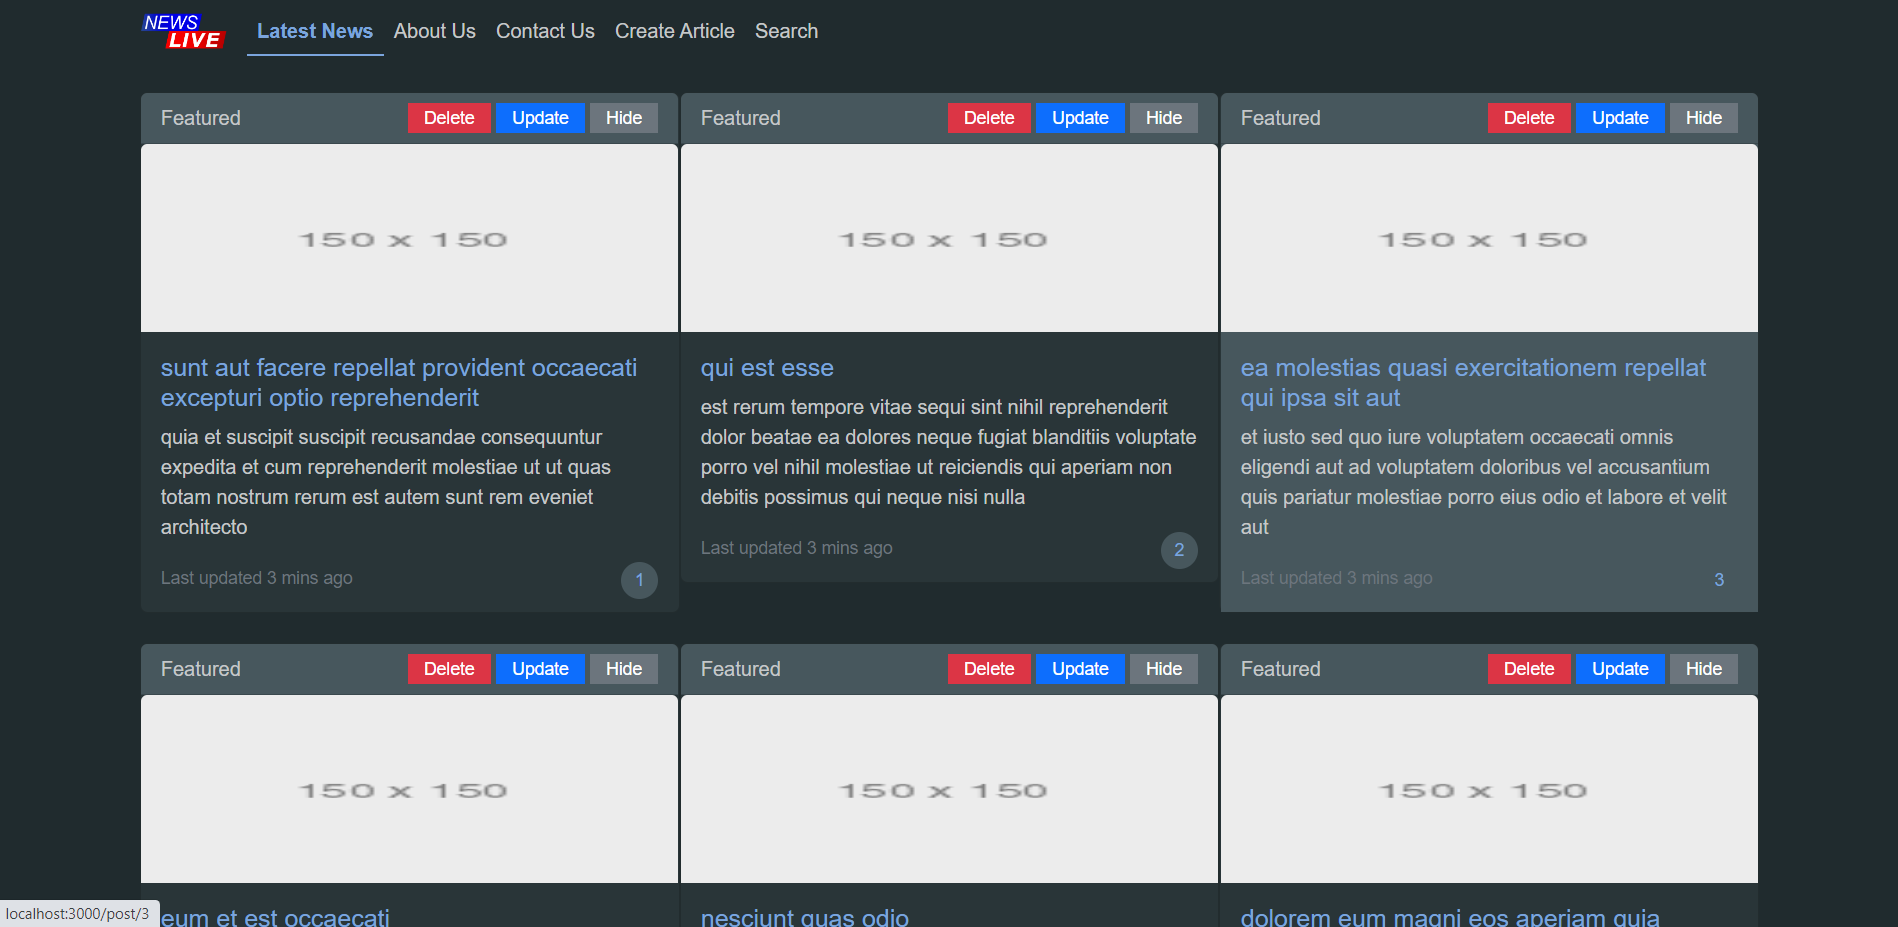 NEWS
LIVE
Latest News About Us Contact Us Create Article Search
Featured Delete Update Hide
Featured Delete Update Hide
Featured Delete Update Hide
150 x 150
150 x 150
150 x 150
sunt aut facere repellat provident occaecati
excepturi optio reprehenderit
quia et suscipit suscipit recusandae consequuntur
expedita et cum reprehenderit molestiae ut ut quas
totam nostrum rerum est autem sunt rem eveniet
architecto
Last updated 3 mins ago 1
qui est esse
est rerum tempore vitae sequi sint nihil reprehenderit
dolor beatae ea dolores neque fugiat blanditiis voluptate
porro vel nihil molestiae ut reiciendis qui aperiam non
debitis possimus qui neque nisi nulla
Last updated 3 mins ago 2
ea molestias quasi exercitationem repellat
qui ipsa sit aut
et iusto sed quo iure voluptatem occaecati omnis
eligendi aut ad voluptatem doloribus vel accusantium
quis pariatur molestiae porro eius odio et labore et velit
aut
Last updated 3 mins ago 3
Featured Delete Update Hide
Featured Delete Update Hide
Featured Delete Update Hide
150 x 150
150 x 150
150 x 150
eum et est occaecati
nesciunt quas odio
dolorem eum magni eos aperiam quia
localhost:3000/post/3